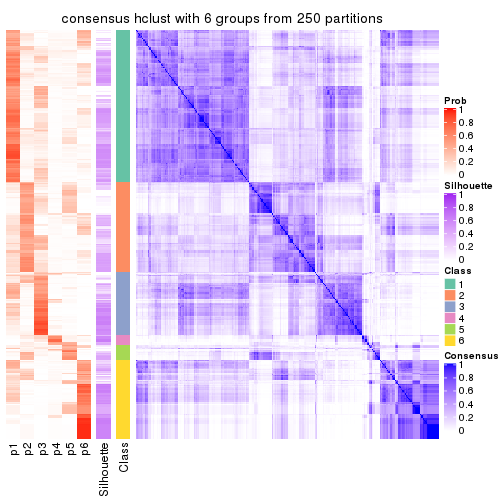 consensus hclust with 6 groups from 250 partitions
Prob
1
0.8
0.6
0.4
0.2
0
Silhouette
1
0.8
0.6
0.4
0.2
0
Class
1
2
3
4
5
6
Consensus
1
0.8
0.6
0.4
0.2
0
p1
p2
p3
p4
p5
p6
Silhouette
Class